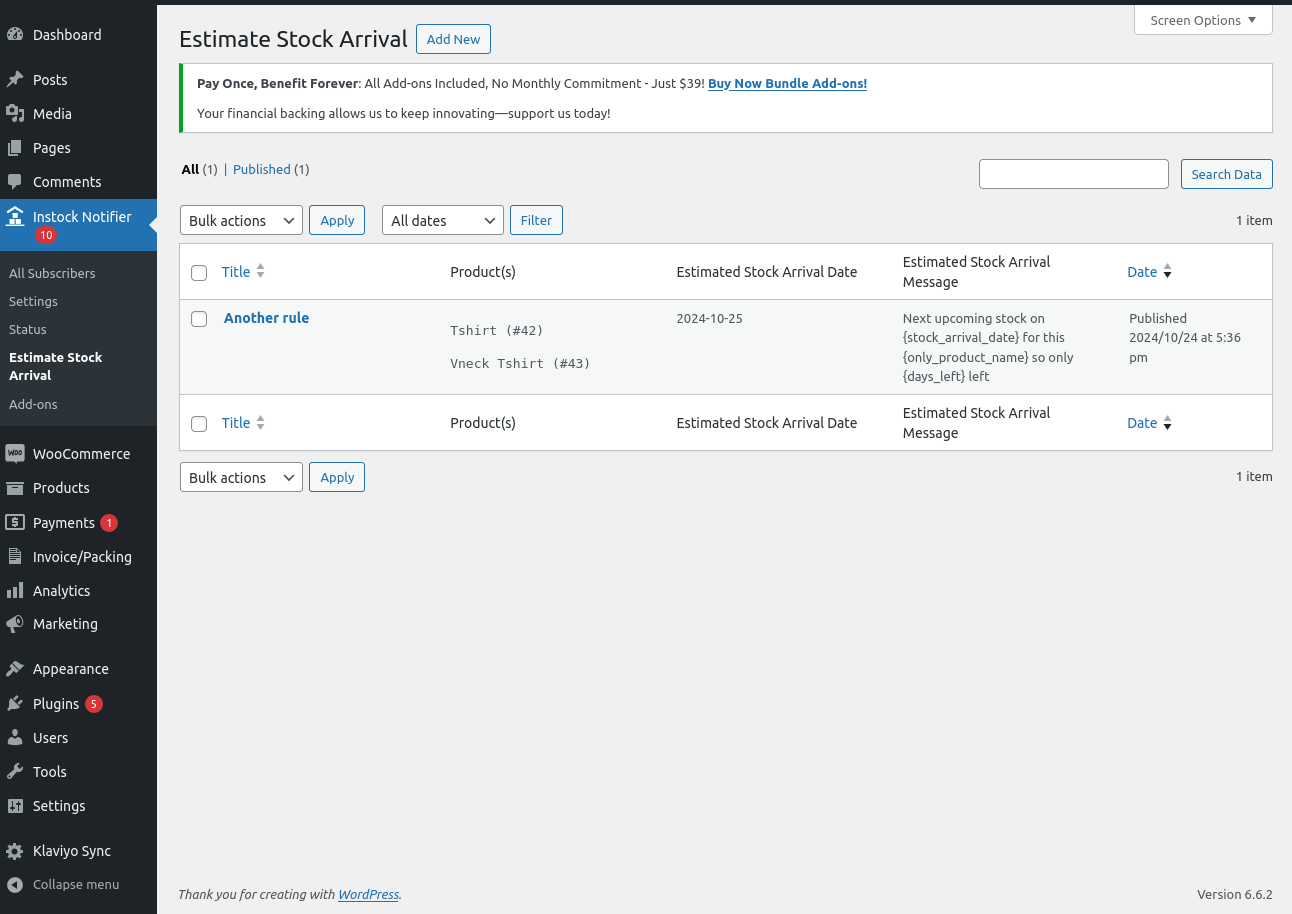 Dashboard
Posts
Media
Pages
Comments
Instock Notifier
10
All Subscribers
Settings
Status
Estimate Stock
Arrival
Add-ons
WOO WooCommerce
Products
Payments 1
Invoice/Packing
Analytics
Marketing
Appearance
Plugins 5
Users
Tools
Settings
Klaviyo Sync
Collapse menu
Screen Options
Estimate Stock Arrival Add New
Pay Once, Benefit Forever: All Add-ons Included, No Monthly Commitment - Just $39! Buy Now Bundle Add-ons!
Your financial backing allows us to keep innovating—support us today!
All (1) | Published (1)
Search Data
Bulk actions Apply All dates Filter 1 item
Title Product(s) Estimated Stock Arrival Date Estimated Stock Arrival Message Date
Another rule
Tshirt (#42)
Vneck Tshirt (#43)
2024-10-25
Next upcoming stock on
{stock_arrival_date} for this
{only_product_name} so only
{days_left} left
Published
2024/10/24 at 5:36
pm
Title Product(s) Estimated Stock Arrival Date Estimated Stock Arrival Message Date
Bulk actions Apply 1 item
Thank you for creating with WordPress. Version 6.6.2